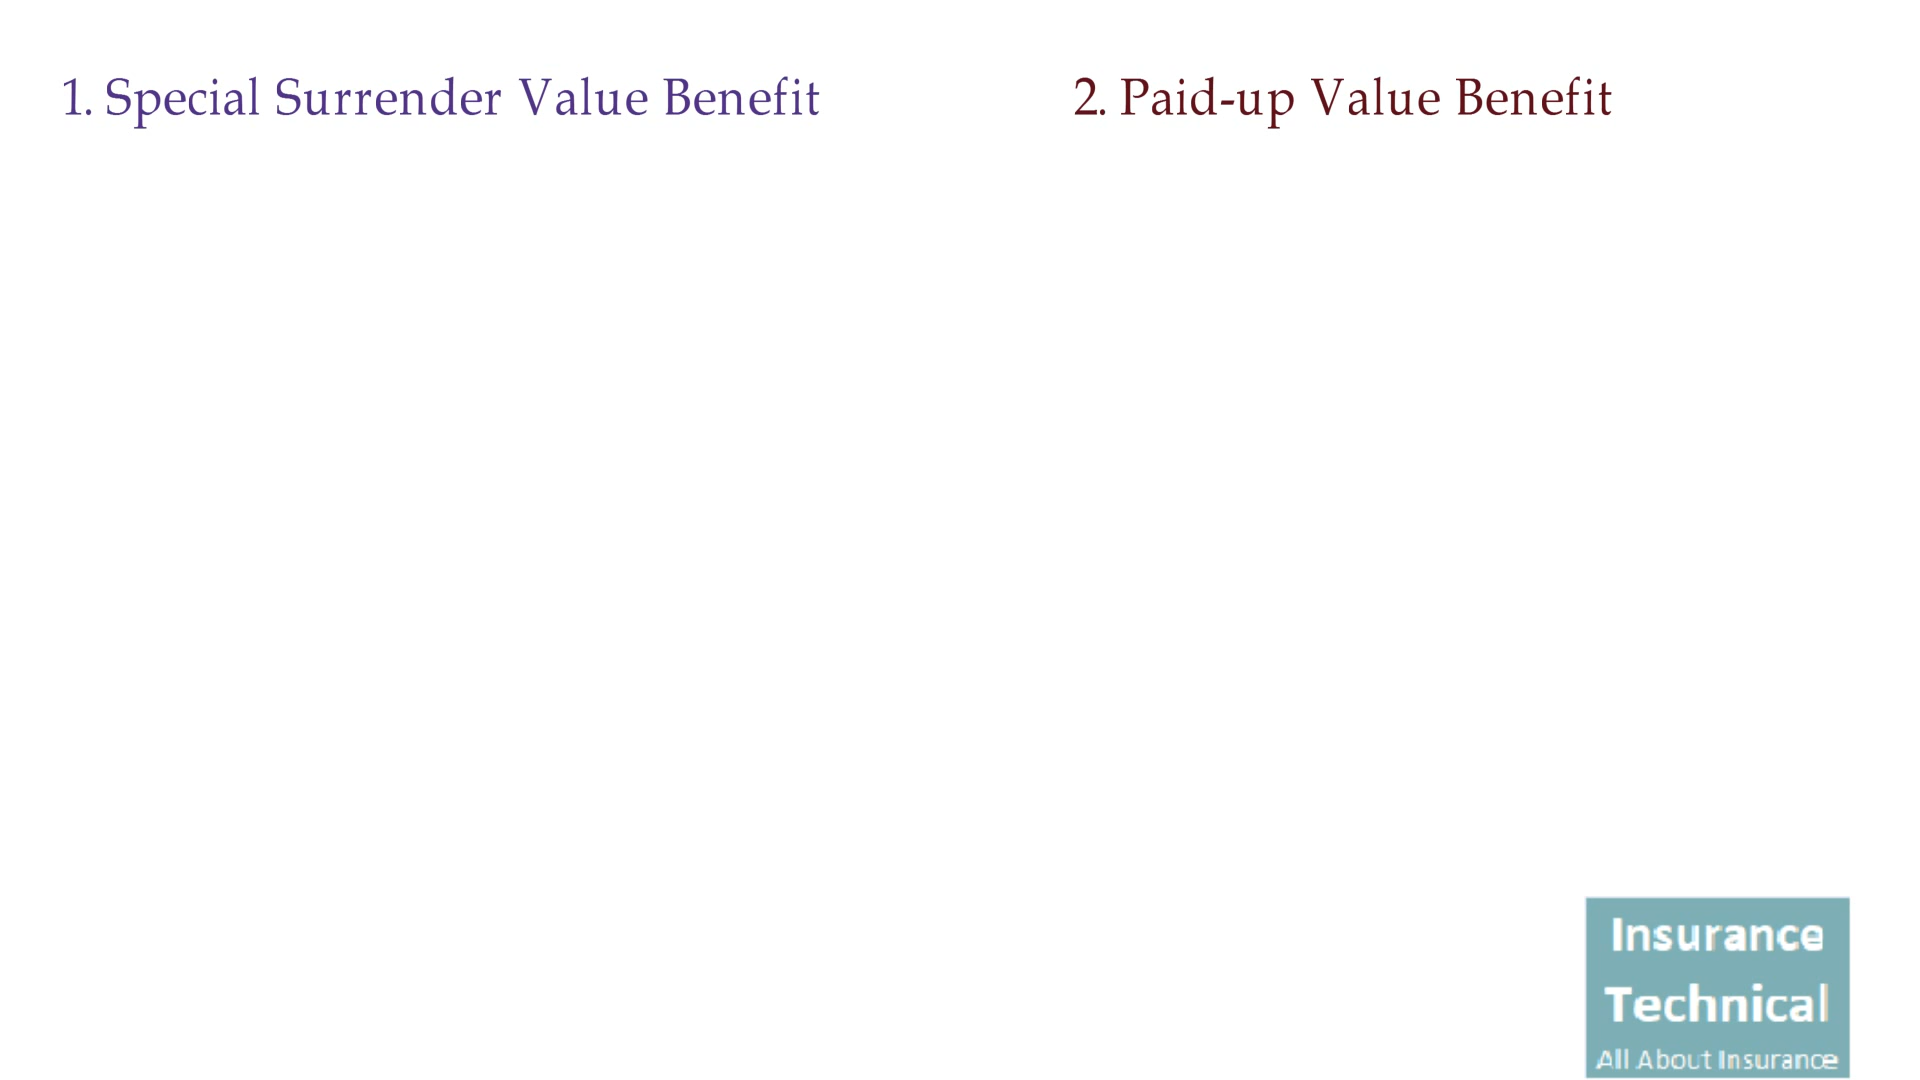 1. Special Surrender Value Benefit
2. Paid-up Value Benefit
Insurance
Technical
All About Insurance